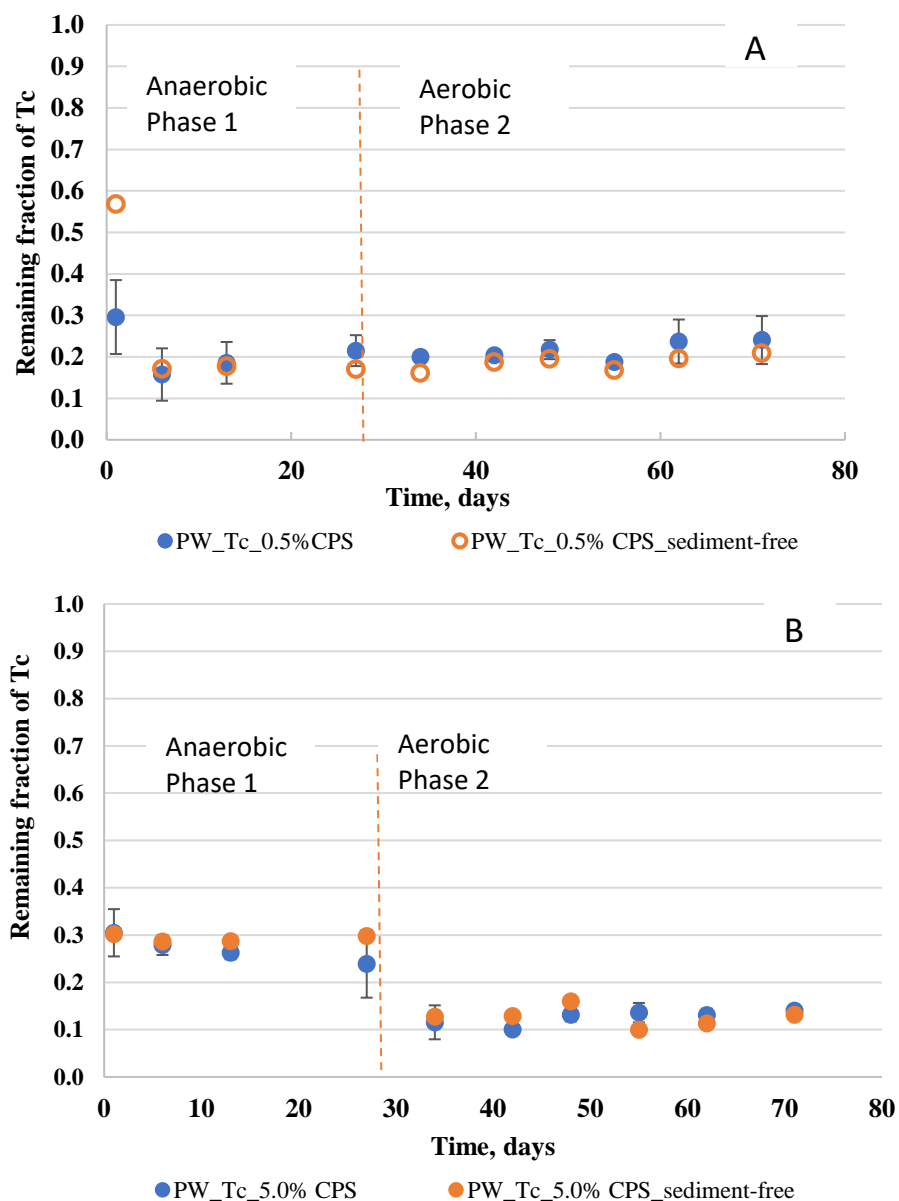 1.0
A
0.9
Anaerobic
Phase 1
Aerobic
Phase 2
0.8
0.7
0.6
0.5
0.4
0.3
0.2
0.1
0.0
Remaining fraction of Tc
0 20 40 60 80
Time, days
PW_Tc_0.5%CPS PW_Tc_0.5% CPS_sediment-free
1.0
B
0.9
0.8
0.7
Anaerobic
Phase 1
Aerobic
Phase 2
0.6
0.5
0.4
0.3
0.2
0.1
0.0
Remaining fraction of Tc
0 10 20 30 40 50 60 70 80
Time, days
PW_Tc_5.0% CPS PW_Tc_5.0% CPS_sediment-free